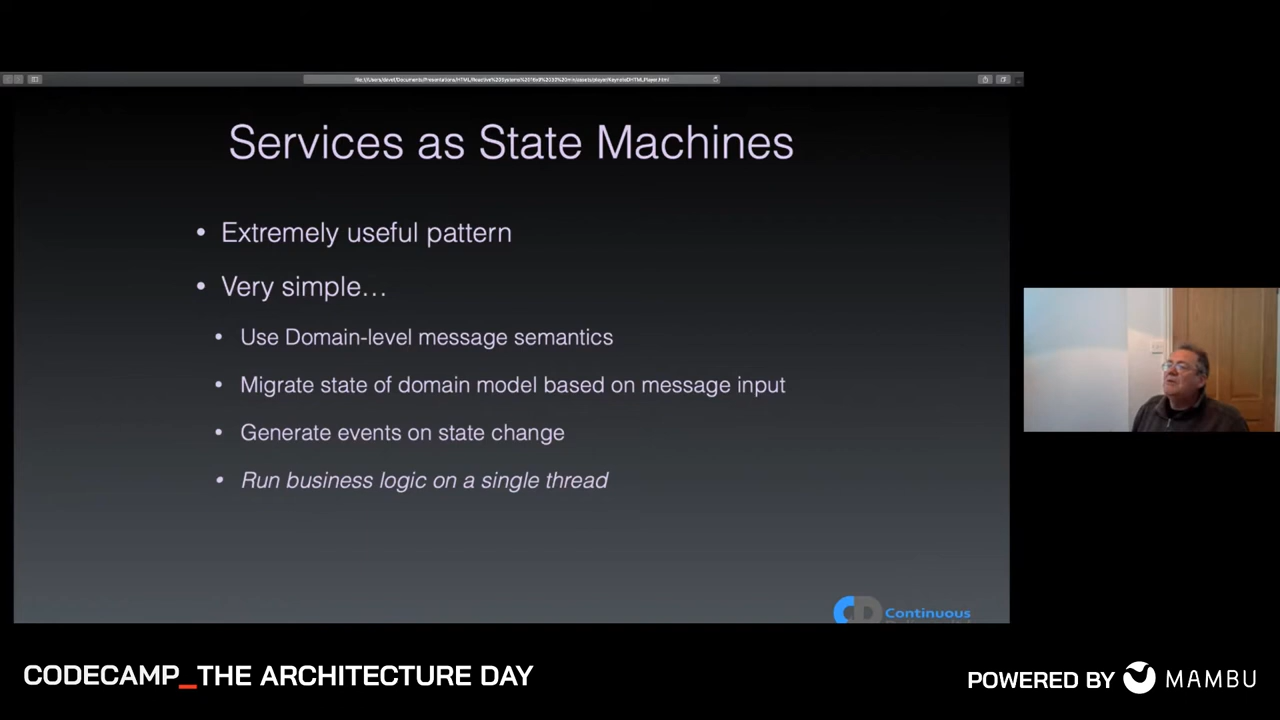 Services as State Machines
• Extremely useful pattern
• Very simple…
• Use Domain-level message semantics
• Migrate state of domain model based on message input
• Generate events on state change
• Run business logic on a single thread
CD Continuous
CODECAMP_THE ARCHITECTURE DAY
POWERED BY MAMBU